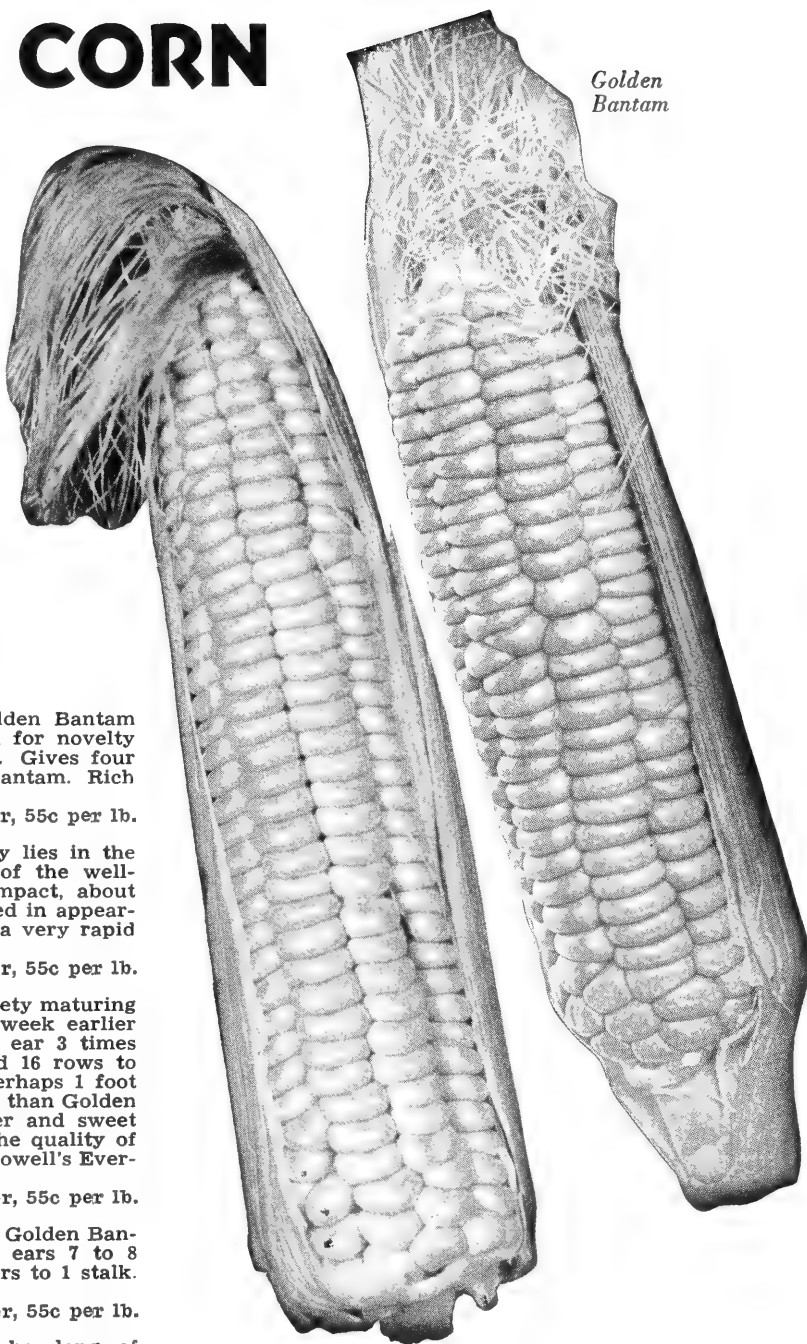 CORN
Golden
Bantam
lden Bantam
for novelty
. Gives four
antam. Rich
r, 55c per lb.
y lies in the
of the well-
mpact, about
ed in appear-
a very rapid
r, 55c per lb.
ety maturing
week earlier
ear 3 times
d 16 rows to
erhaps 1 foot
than Golden
er and sweet
he quality of
owell's Ever-
r, 55c per lb.
Golden Ban-
ears 7 to 8
rs to 1 stalk.
r, 55c per lb.